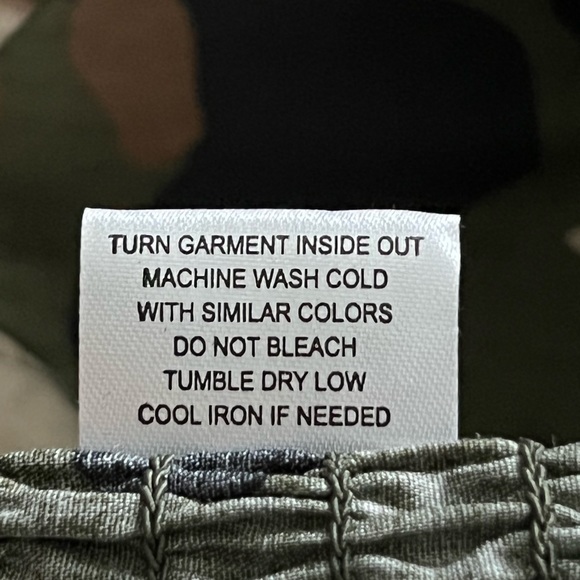 TURN GARMENT INSIDE OUT
MACHINE WASH COLD
WITH SIMILAR COLORS
DO NOT BLEACH
TUMBLE DRY LOW
COOL IRON IF NEEDED